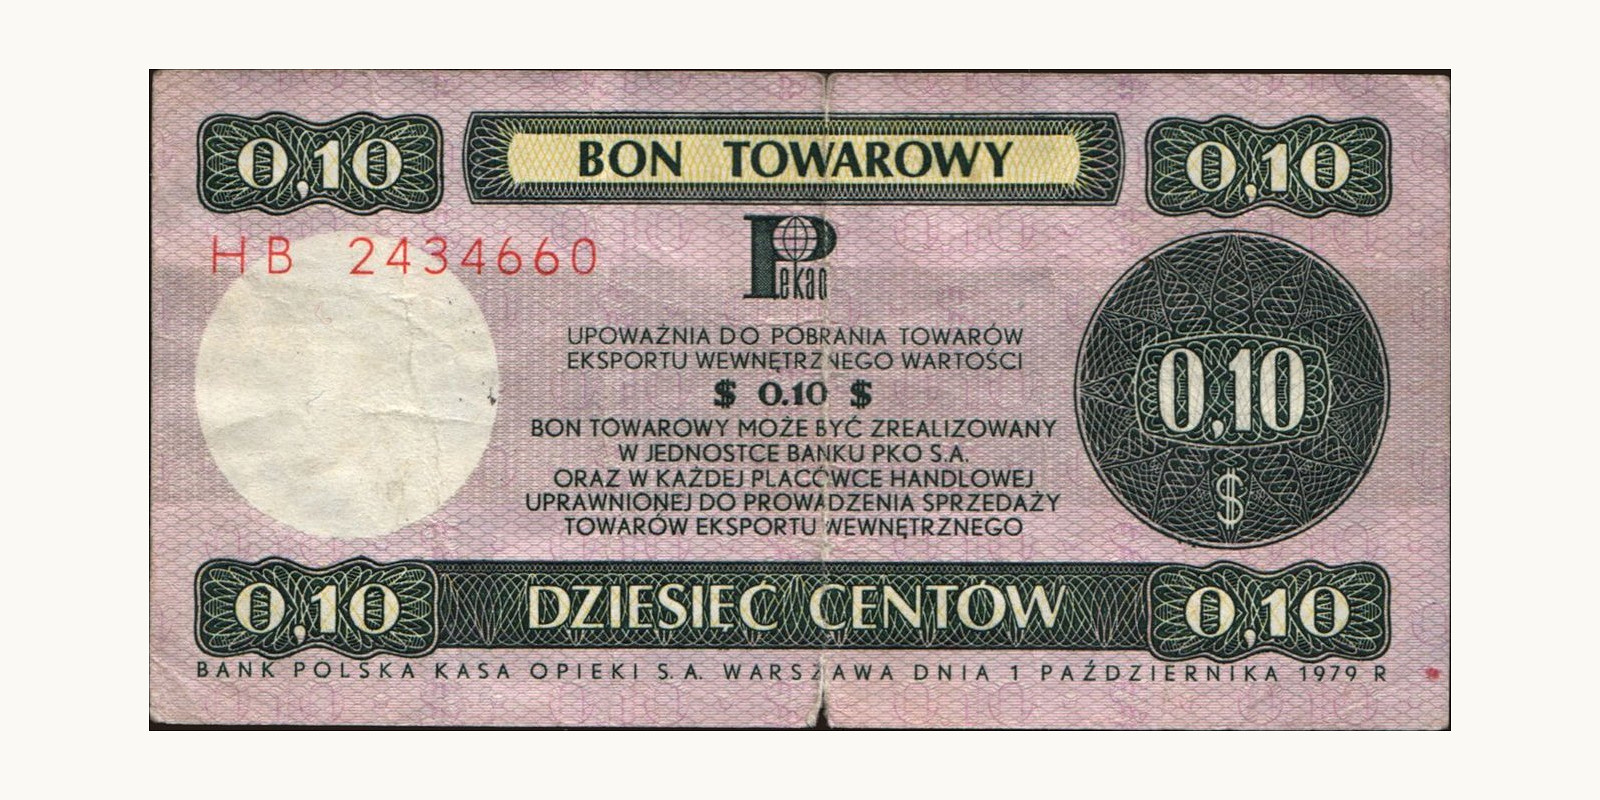 0,10 BON TOWAROWY 0,10
HB 2434660
Pekao
UPOWAŻNIA DO POBRANIA TOWARÓW
EKSPORTU WEWNĘTRZNEGO WARTOŚCI
$ 0.10 $
BON TOWAROWY MOŻE BYĆ ZREALIZOWANY
W JEDNOSTCE BANKU PKO S.A.
ORAZ W KAŻDEJ PLACÓWCE HANDLOWEJ
UPRAWNIONEJ DO PROWADZENIA SPRZEDAŻY
TOWARÓW EKSPORTU WEWNĘTRZNEGO
0,10
$
0,10 DZIESIĘĆ CENTÓW 0,10
BANK POLSKA KASA OPIEKI S.A. WARSZAWA DNIA 1 PAŹDZIERNIKA 1979 R